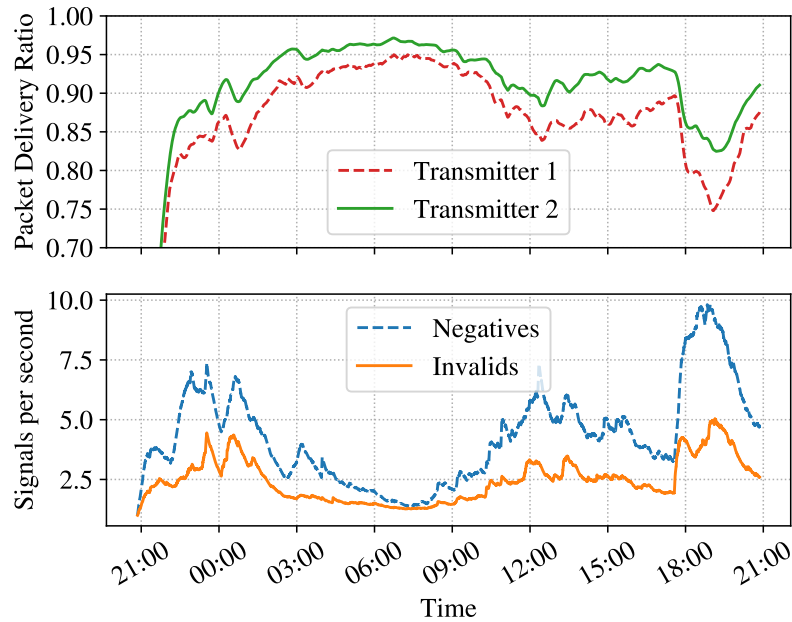 1.00
0.95
0.90
0.85
0.80
0.75
0.70
Packet Delivery Ratio
Transmitter 1
Transmitter 2
10.0
7.5
5.0
2.5
Signals per second
Negatives
Invalids
21:00
00:00
03:00
06:00
09:00
12:00
15:00
18:00
21:00
Time